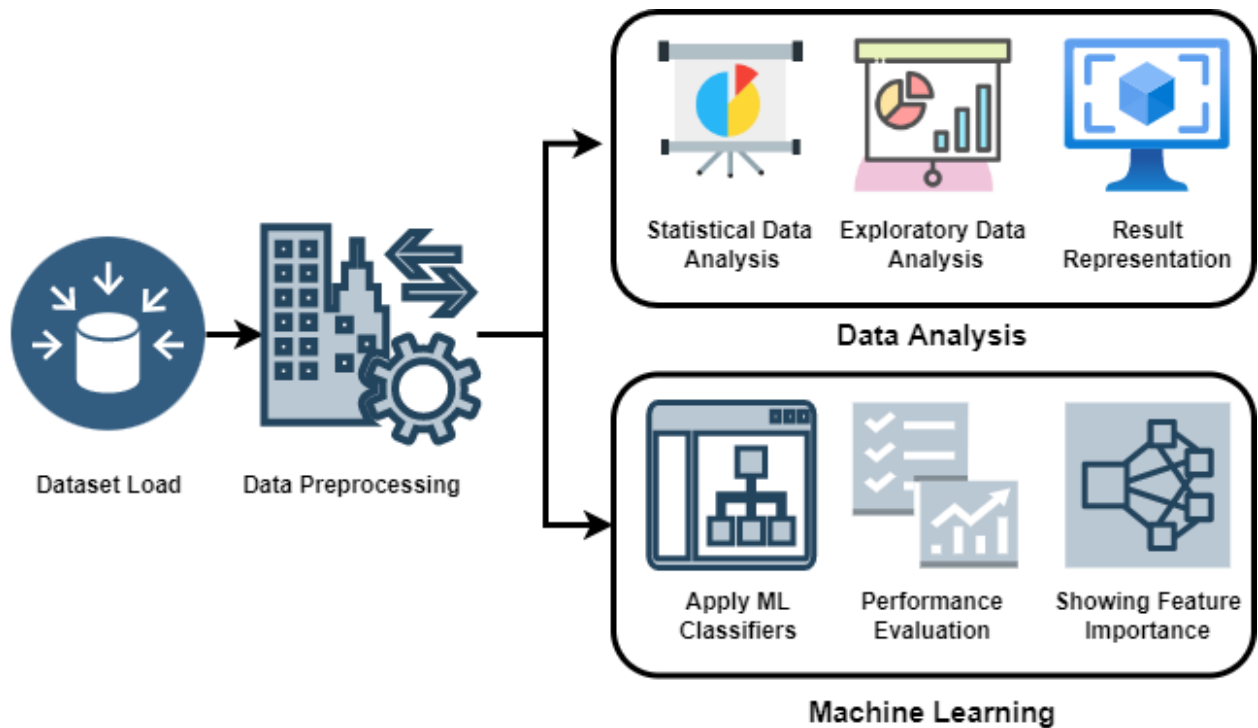 Statistical Data
Analysis
Exploratory Data
Analysis
Result
Representation
Data Analysis
Dataset Load
Data Preprocessing
Apply ML
Classifiers
Performance
Evaluation
Showing Feature
Importance
Machine Learning